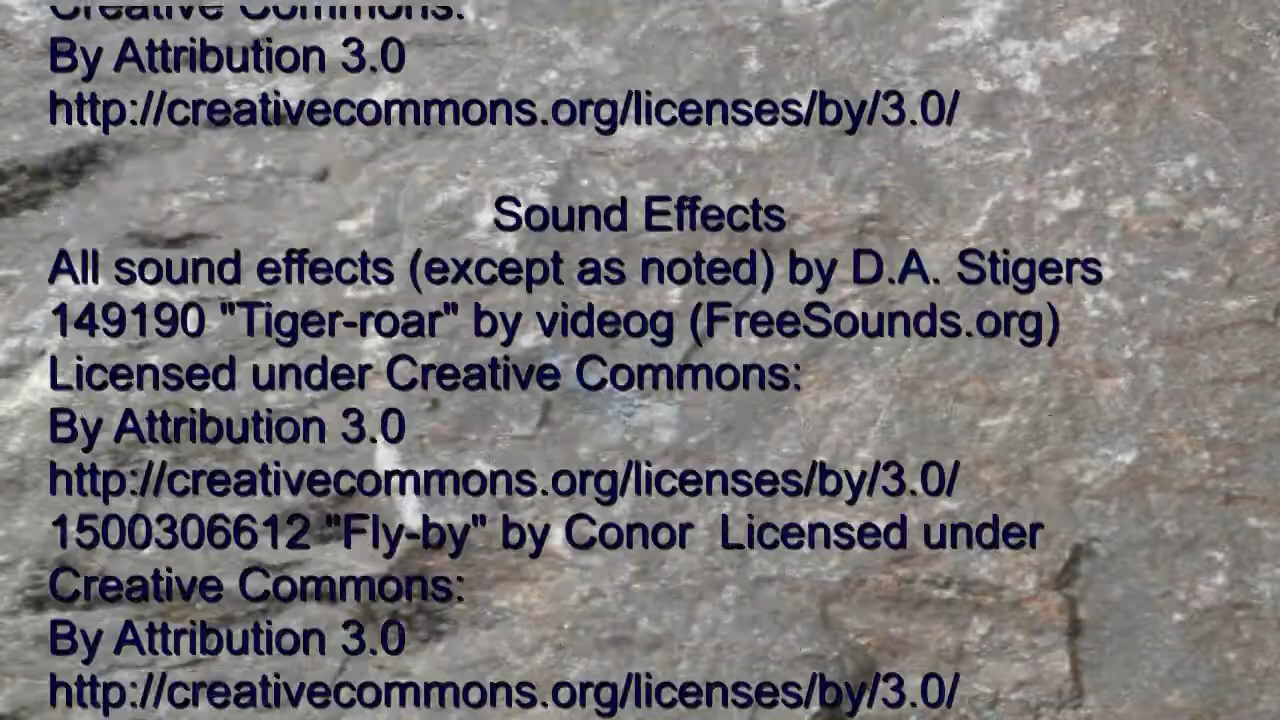 Creative Commons:
By Attribution 3.0
http://creativecommons.org/licenses/by/3.0/
Sound Effects
All sound effects (except as noted) by D.A. Stigers
149190 "Tiger-roar" by videog (FreeSounds.org)
Licensed under Creative Commons:
By Attribution 3.0
http://creativecommons.org/licenses/by/3.0/
1500306612 "Fly-by" by Conor  Licensed under
Creative Commons:
By Attribution 3.0
http://creativecommons.org/licenses/by/3.0/